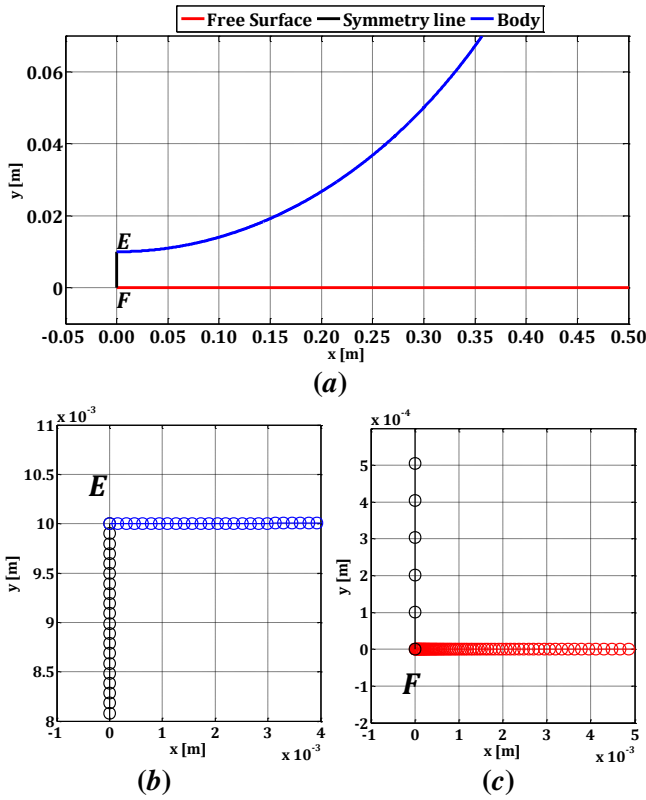 Free Surface Symmetry line Body
0.06
0.04
0.02
0
y [m]
E
F
-0.05 0.00 0.05 0.10 0.15 0.20 0.25 0.30 0.35 0.40 0.45 0.50
x [m]
(a)
x 10-3
11
10.5
10
9.5
9
8.5
8
y [m]
E
-1 0 1 2 3 4
x [m]
x 10-3
(b)
x 10-4
5
4
3
2
1
0
-1
-2
y [m]
F
-1 0 1 2 3 4 5
x [m]
x 10-3
(c)